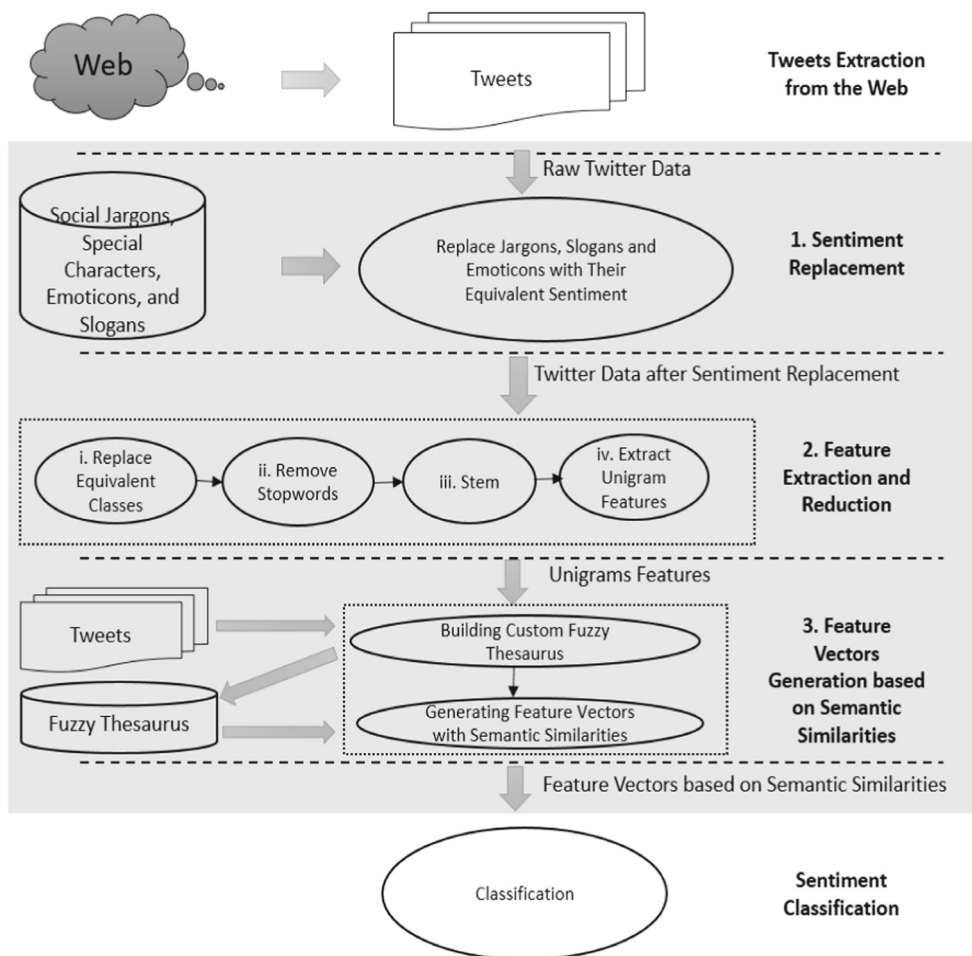 Web
Tweets
Tweets Extraction
from the Web
Raw Twitter Data
Social Jargons,
Special
Characters,
Emoticons, and
Slogans
Replace Jargons, Slogans and
Emoticons with Their
Equivalent Sentiment
1. Sentiment
Replacement
Twitter Data after Sentiment Replacement
i. Replace
Equivalent
Classes
ii. Remove
Stopwords
iii. Stem
iv. Extract
Unigram
Features
2. Feature
Extraction and
Reduction
Unigrams Features
Tweets
Building Custom Fuzzy
Thesaurus
Fuzzy Thesaurus
Generating Feature Vectors
with Semantic Similarities
3. Feature
Vectors
Generation based
on Semantic
Similarities
Feature Vectors based on Semantic Similarities
Classification
Sentiment
Classification